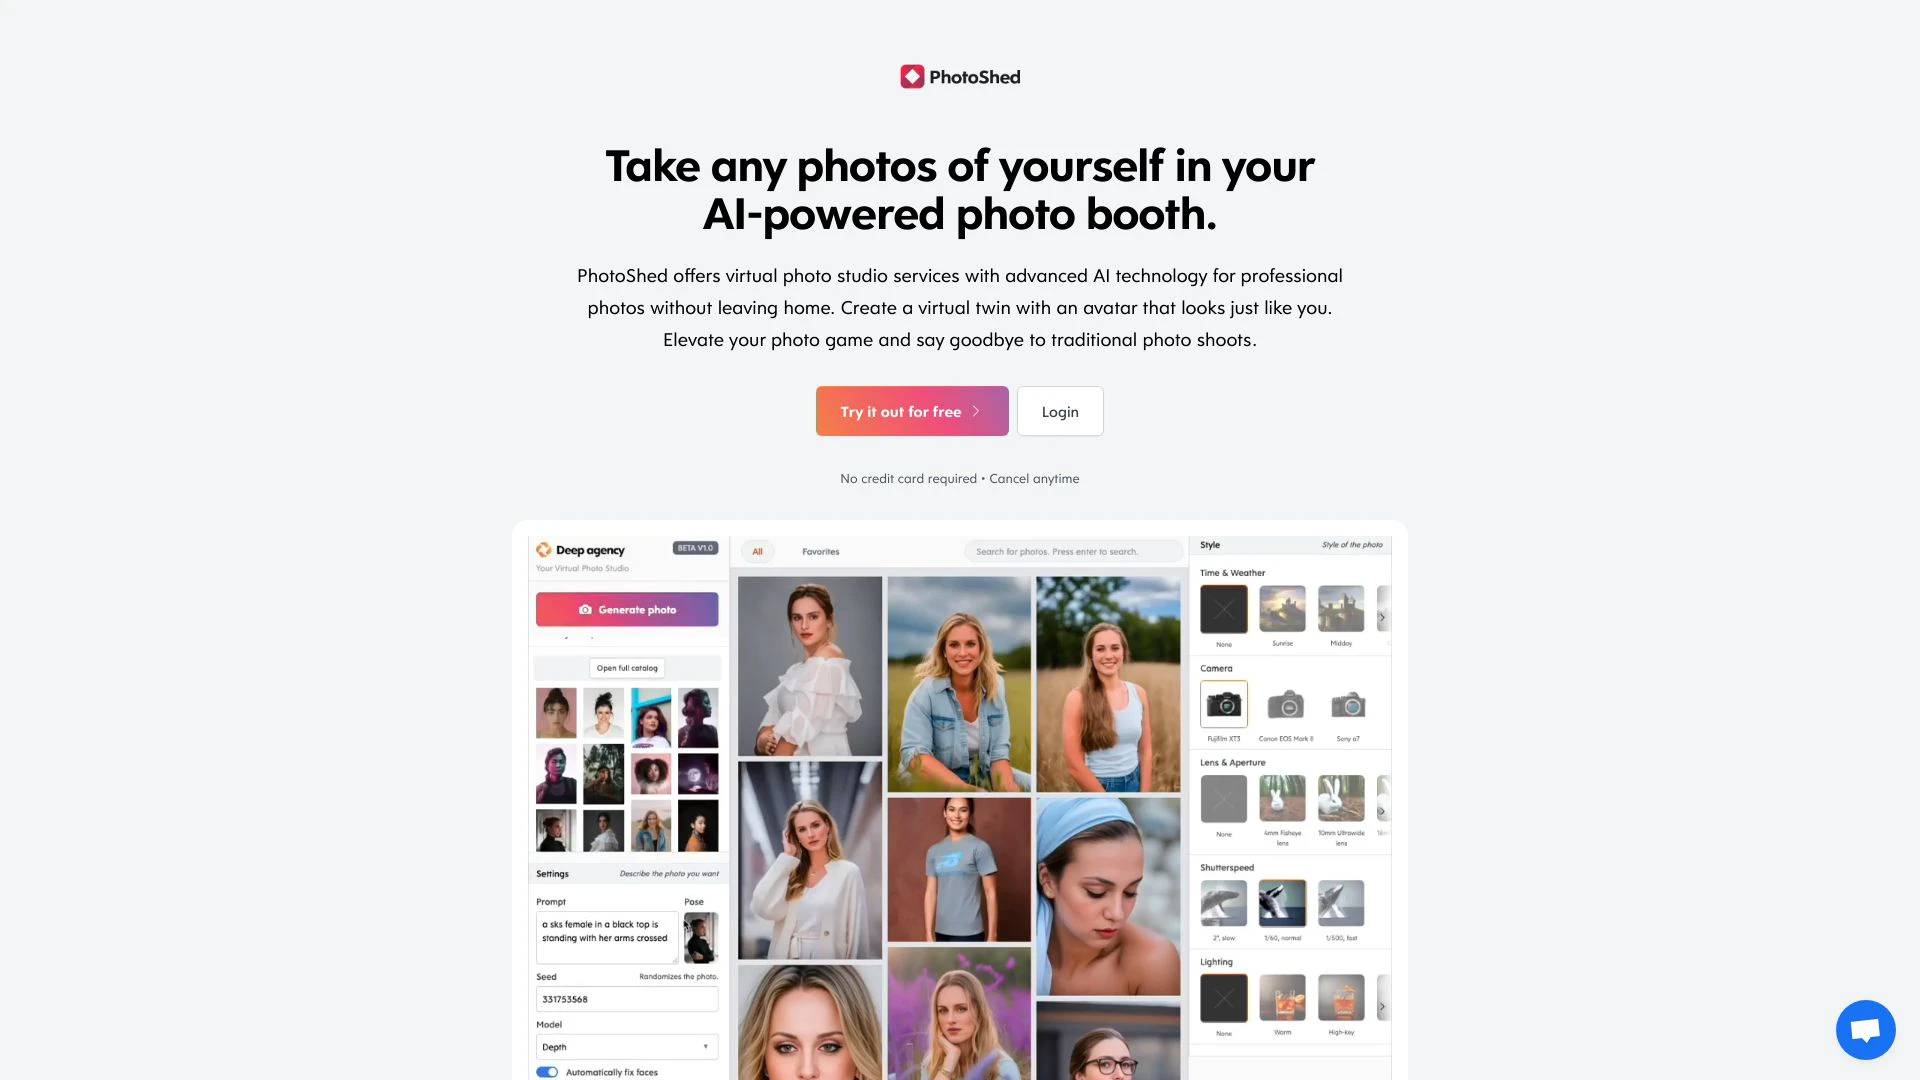 PhotoShed
Take any photos of yourself in your
AI-powered photo booth.
PhotoShed offers virtual photo studio services with advanced AI technology for professional
photos without leaving home. Create a virtual twin with an avatar that looks just like you.
Elevate your photo game and say goodbye to traditional photo shoots.
Try it out for free
Login
No credit card required • Cancel anytime
Deep agency
BETA V1.0
Your Virtual Photo Studio
Generate photo
Open full catalog
Settings
Describe the photo you want
Prompt
Pose
a sks female in a black top is
standing with her arms crossed
Seed
Randomizes the photo.
331753568
Model
Depth
Automatically fix faces
All
Favorites
Search for photos. Press enter to search.
Style
Style of the photo
Time & Weather
None
Sunrise
Midday
Camera
Fujifilm XT3
Canon EOS Mark II
Sony a7
Lens & Aperture
None
4mm Fisheye
lens
10mm Ultrawide
lens
Shutterspeed
2", slow
1/60, normal
1/500, fast
Lighting
None
Warm
High-key